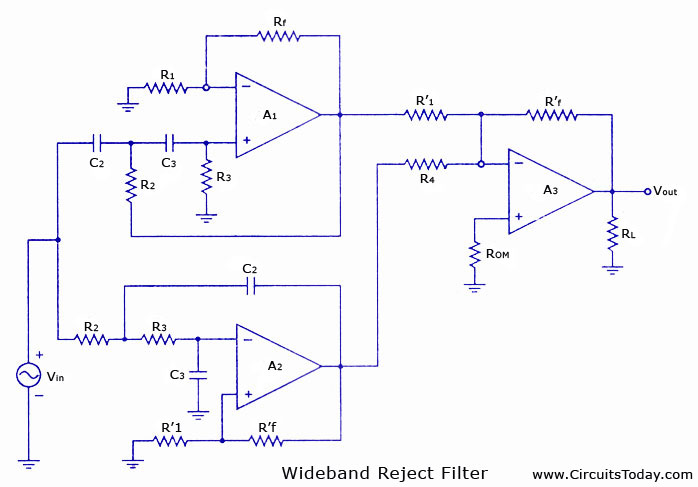 Rf
R1
−
A1
+
C2
C3
R2
R3
R'1
R'f
R4
−
A3
+
Vout
ROM
RL
C2
R2
R3
−
A2
C3
+
+
Vin
−
R'1
R'f
Wideband Reject Filter
www.CircuitsToday.Com